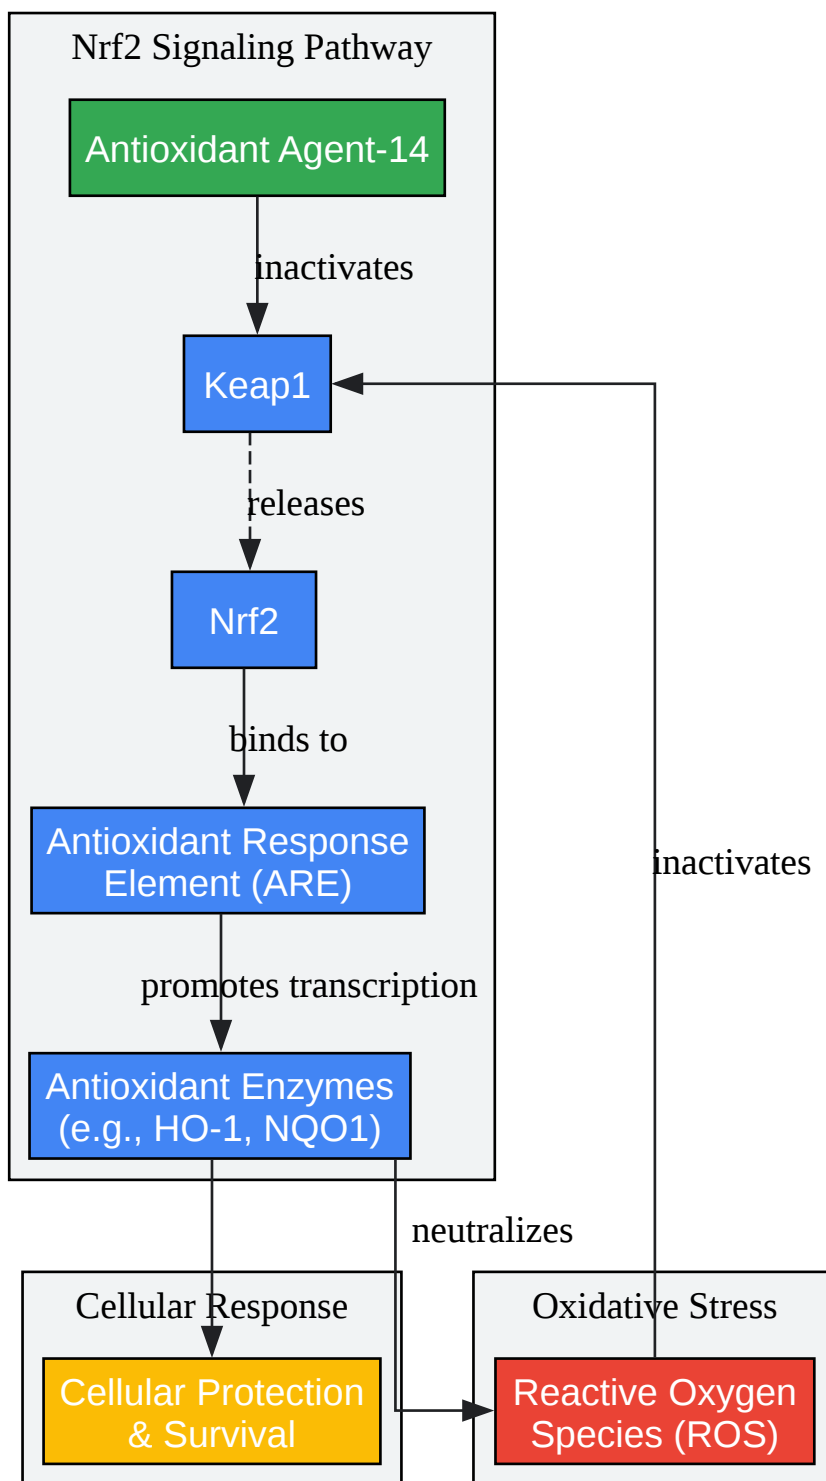 Nrf2 Signaling Pathway
Antioxidant Agent-14
inactivates
Keap1
releases
Nrf2
binds to
Antioxidant Response
Element (ARE)
inactivates
promotes transcription
Antioxidant Enzymes
(e.g., HO-1, NQO1)
neutralizes
Cellular Response
Oxidative Stress
Cellular Protection
& Survival
Reactive Oxygen
Species (ROS)